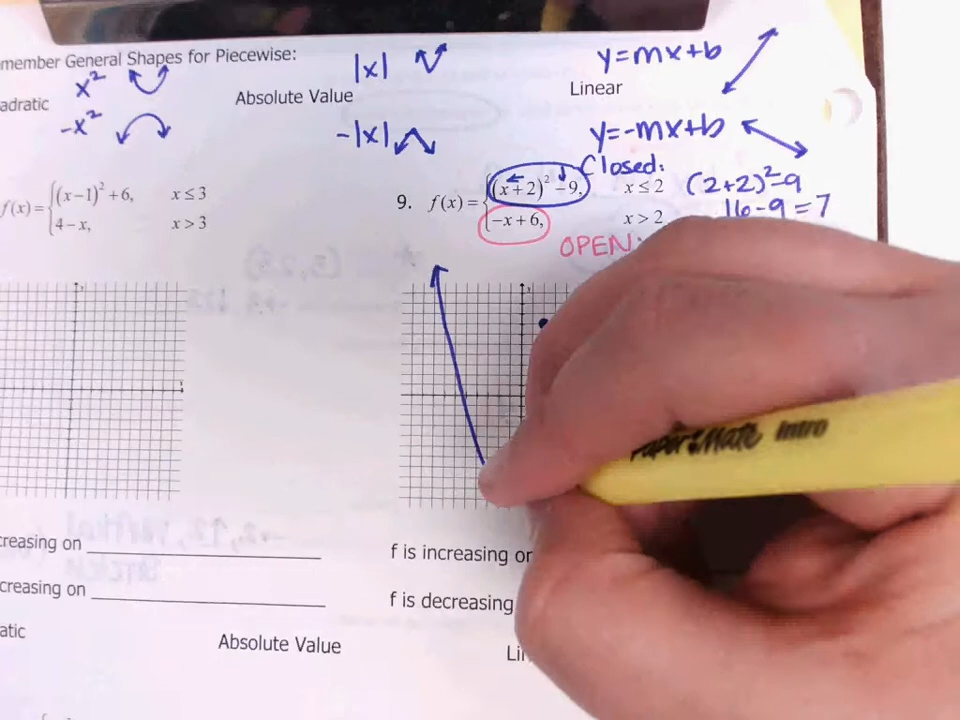 member General Shapes for Piecewise:
adratic x² -x²
Absolute Value |x| -|x|
Linear y=mx+b
y=-mx+b
f(x)={(x−1)²+6, x≤3
4−x, x>3
9. f(x)={(x+2)²−9, x≤2
−x+6, x>2
Closed:
(2+2)²-9
16-9=7
OPEN:
creasing on
creasing on
f is increasing on
f is decreasing
atic
Absolute Value
Lin
Paper Mate Intro